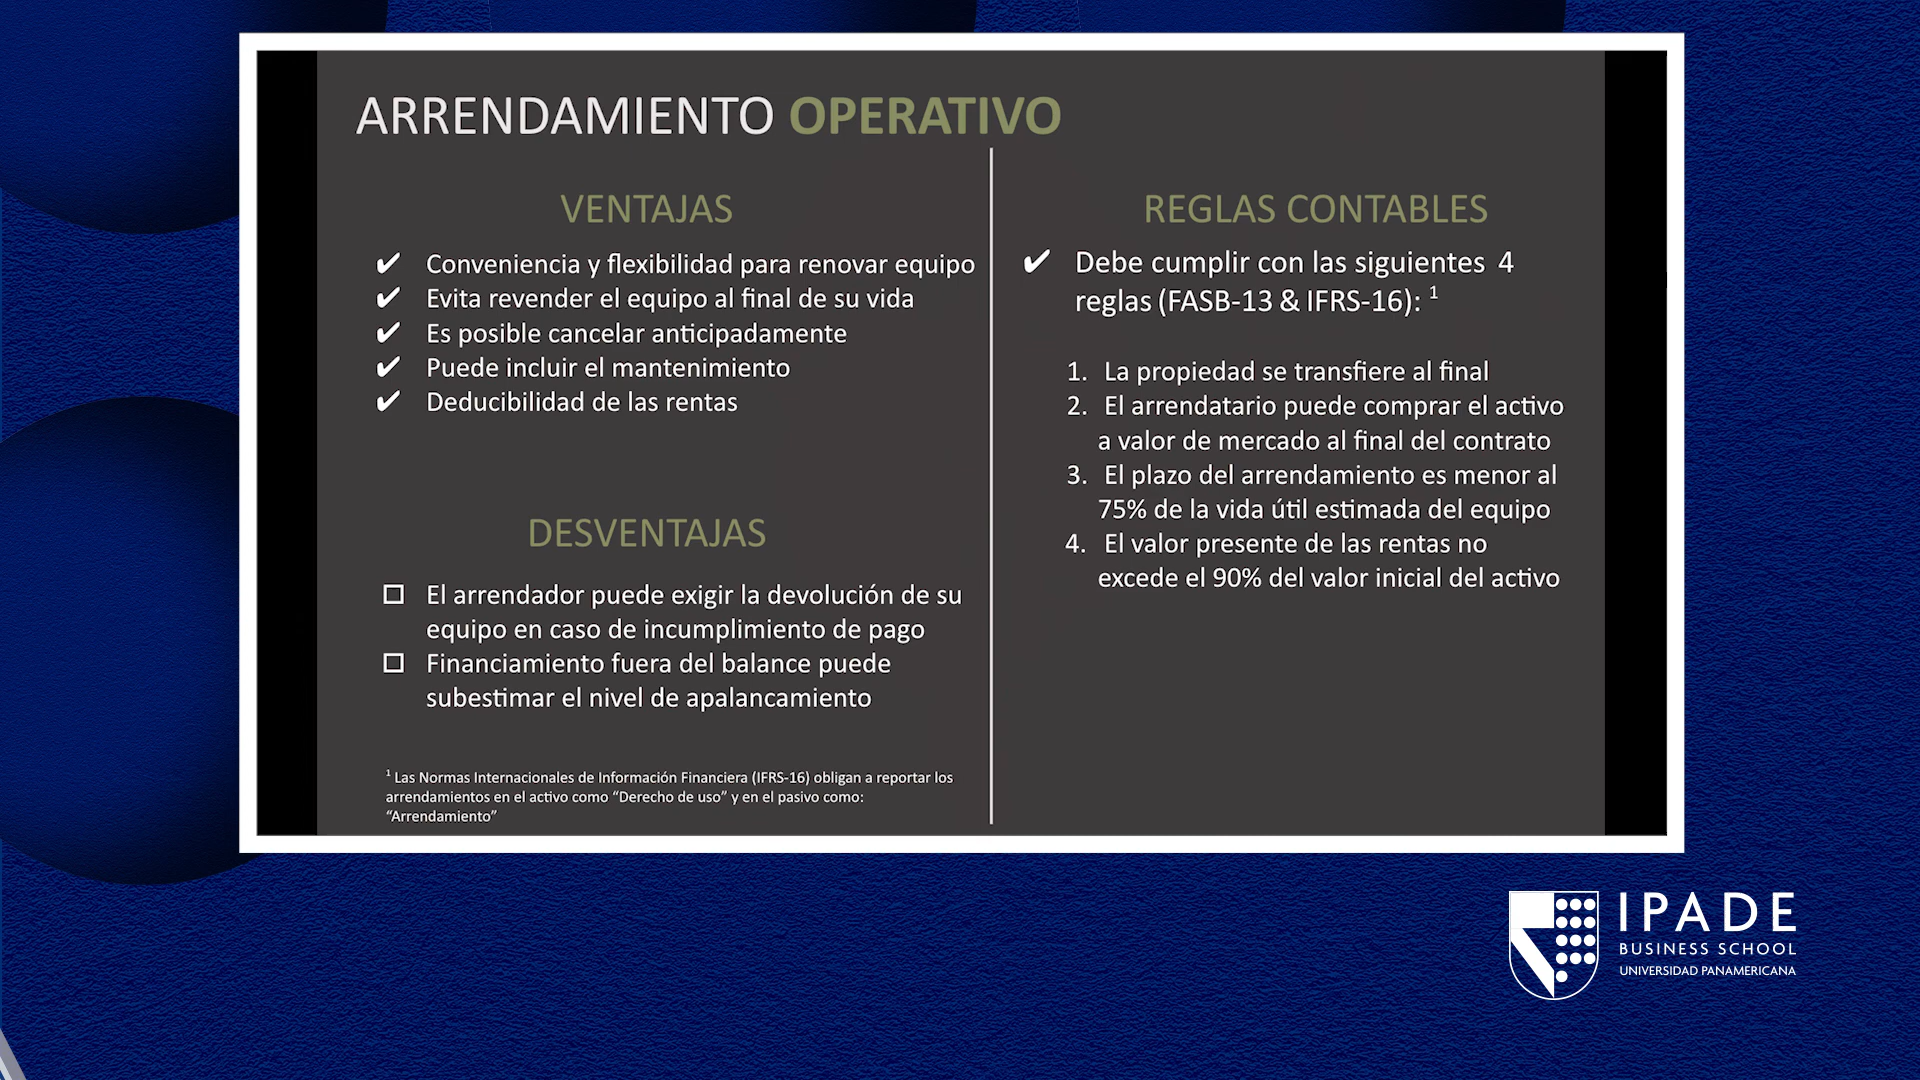 ARRENDAMIENTO OPERATIVO
VENTAJAS
✔ Conveniencia y flexibilidad para renovar equipo
✔ Evita revender el equipo al final de su vida
✔ Es posible cancelar anticipadamente
✔ Puede incluir el mantenimiento
✔ Deducibilidad de las rentas
DESVENTAJAS
☐ El arrendador puede exigir la devolución de su
equipo en caso de incumplimiento de pago
☐ Financiamiento fuera del balance puede
subestimar el nivel de apalancamiento
¹ Las Normas Internacionales de Información Financiera (IFRS-16) obligan a reportar los
arrendamientos en el activo como “Derecho de uso” y en el pasivo como:
“Arrendamiento”
REGLAS CONTABLES
✔ Debe cumplir con las siguientes 4
reglas (FASB-13 & IFRS-16): ¹
1. La propiedad se transfiere al final
2. El arrendatario puede comprar el activo
a valor de mercado al final del contrato
3. El plazo del arrendamiento es menor al
75% de la vida útil estimada del equipo
4. El valor presente de las rentas no
excede el 90% del valor inicial del activo
IPADE
BUSINESS SCHOOL
UNIVERSIDAD PANAMERICANA